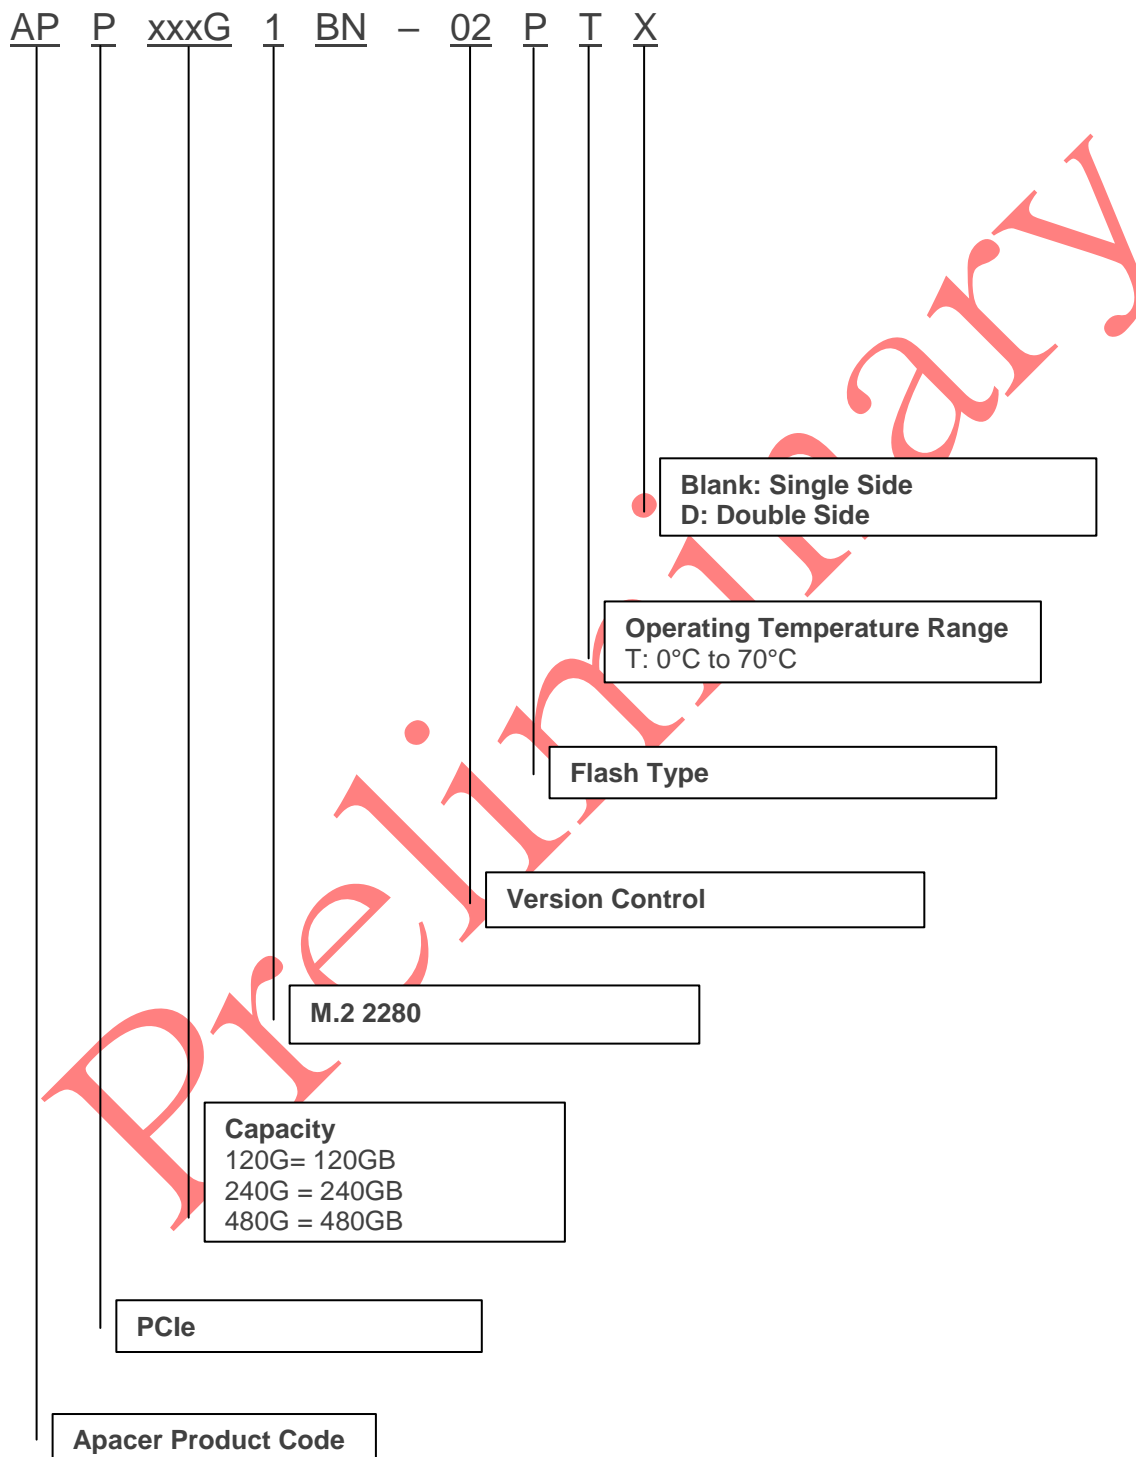 AP P xxxG 1 BN – 02 P T X
Blank: Single Side
D: Double Side
Operating Temperature Range
T: 0°C to 70°C
Flash Type
Version Control
M.2 2280
Capacity
120G= 120GB
240G = 240GB
480G = 480GB
PCIe
Apacer Product Code
Preliminary